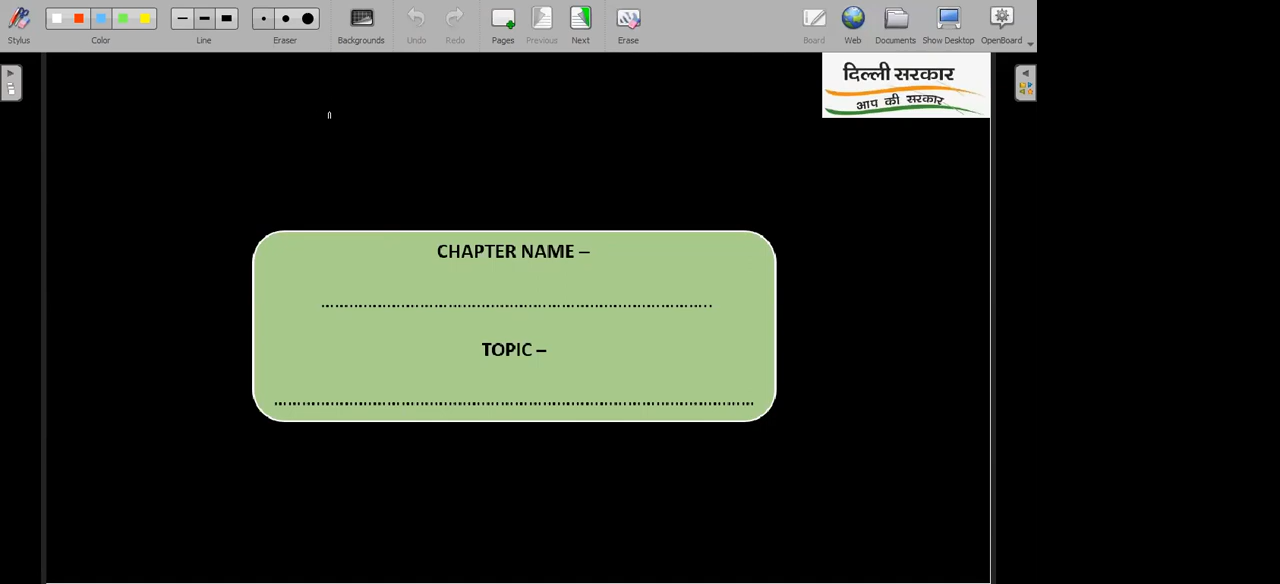 Stylus
Color
Line
Eraser
Backgrounds
Undo
Redo
Pages
Previous
Next
Erase
Board
Web
Documents
Show Desktop
OpenBoard
दिल्ली सरकार
आप की सरकार
CHAPTER NAME –
................................................................................
TOPIC –
................................................................................